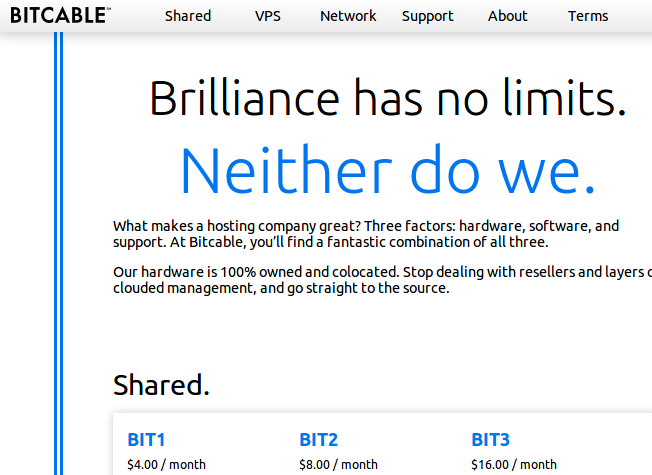 BITCABLE™ Shared VPS Network Support About Terms
Brilliance has no limits.
Neither do we.
What makes a hosting company great? Three factors: hardware, software, and
support. At Bitcable, you’ll find a fantastic combination of all three.
Our hardware is 100% owned and colocated. Stop dealing with resellers and layers
clouded management, and go straight to the source.
Shared.
BIT1 BIT2 BIT3
$4.00 / month $8.00 / month $16.00 / month